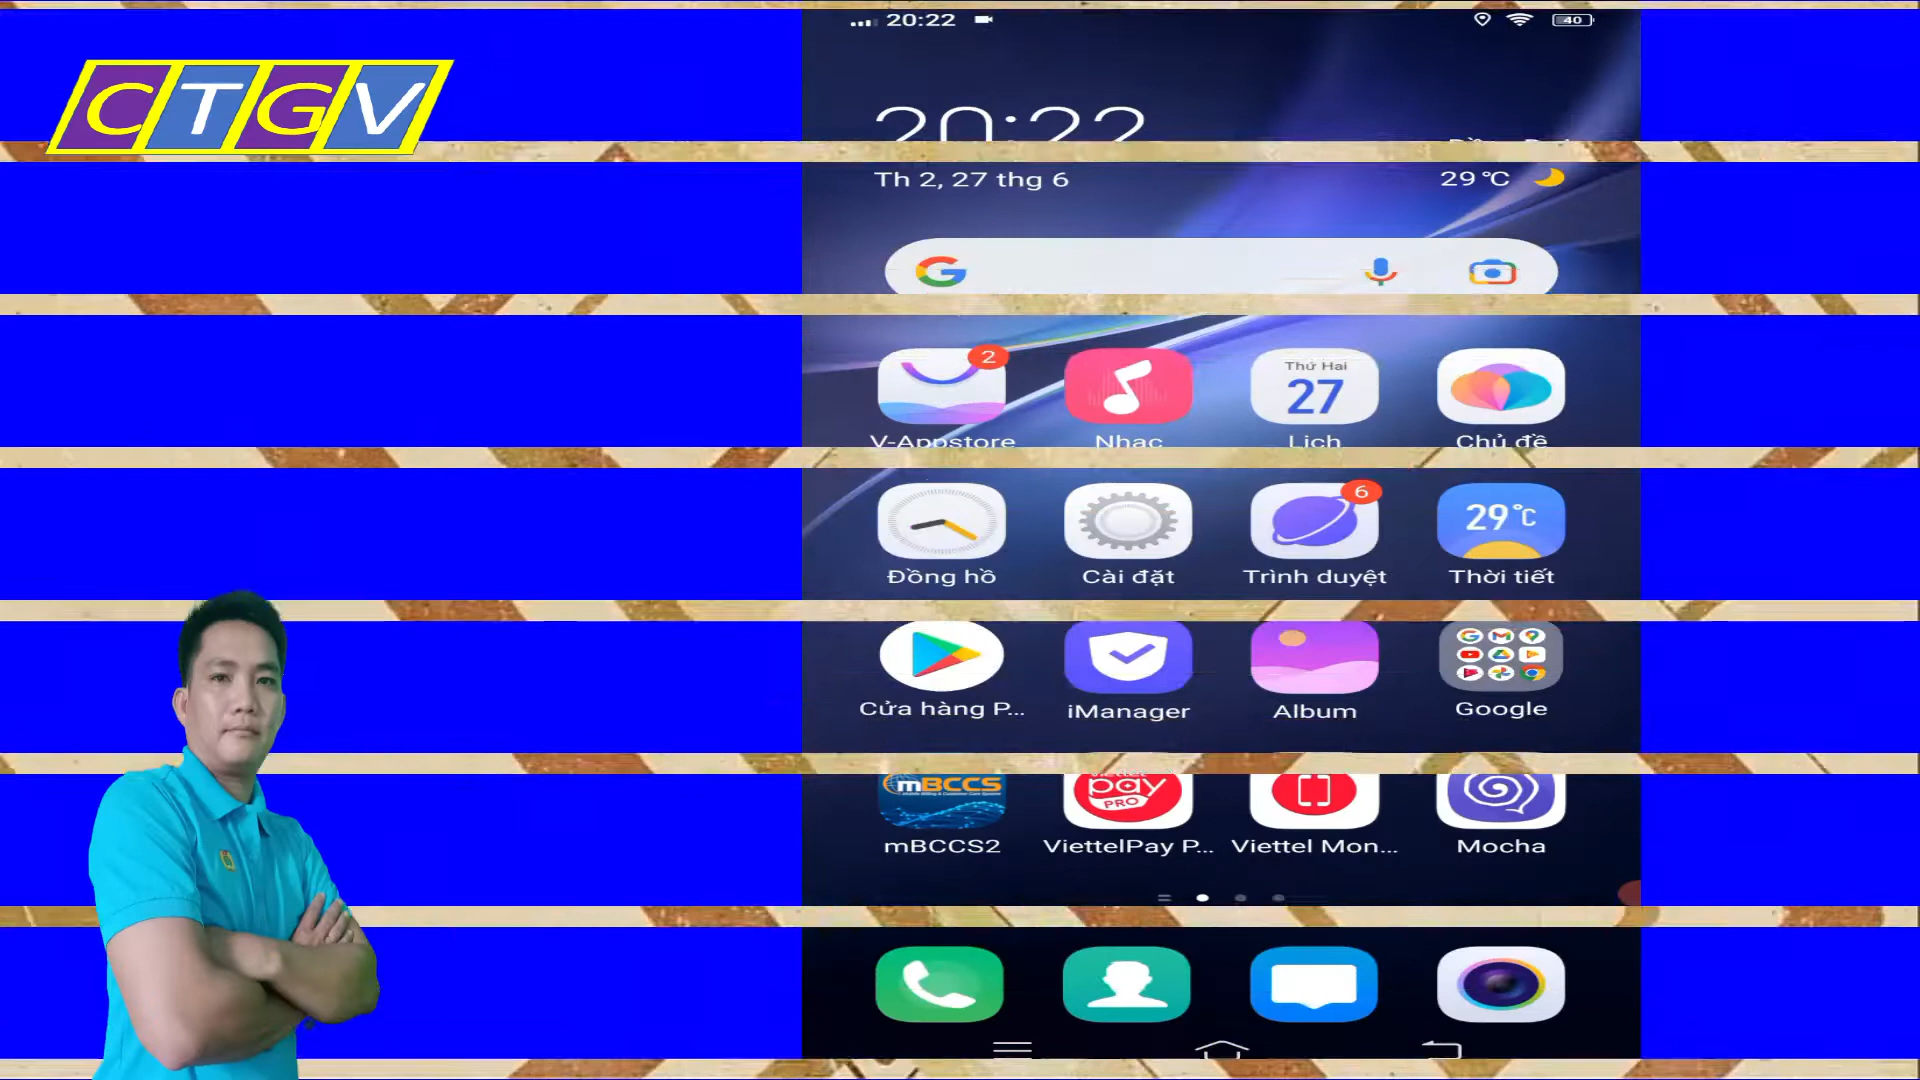 CTGV
20:22
40
20:22
Th 2, 27 thg 6
29 °C
2
Thứ Hai
27
V-Appstore
Nhạc
Lịch
Chủ đề
6
29°C
Đồng hồ
Cài đặt
Trình duyệt
Thời tiết
Cửa hàng P...
iManager
Album
Google
mBCCS
viettel
pay
PRO
mBCCS2
ViettelPay P...
Viettel Mon...
Mocha